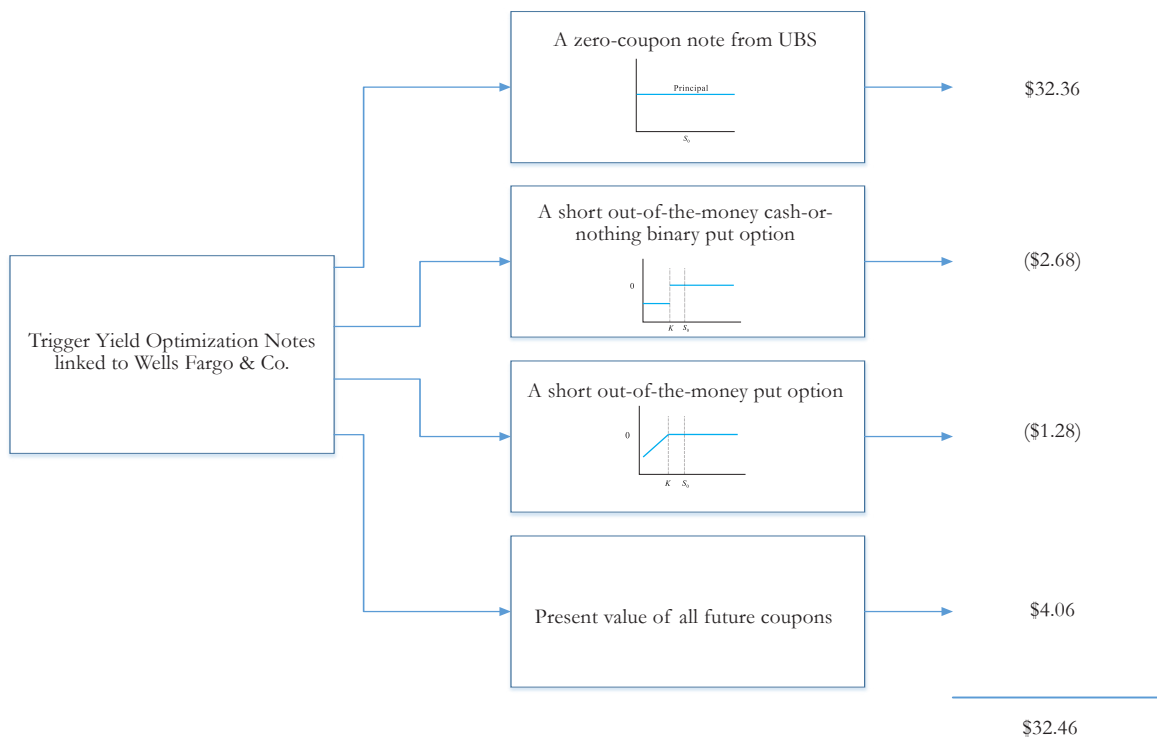 Trigger Yield Optimization Notes
linked to Wells Fargo & Co.
A zero-coupon note from UBS
Principal
S₀
$32.36
A short out-of-the-money cash-or-
nothing binary put option
0
K S₀
($2.68)
A short out-of-the-money put option
0
K S₀
($1.28)
Present value of all future coupons
$4.06
$32.46